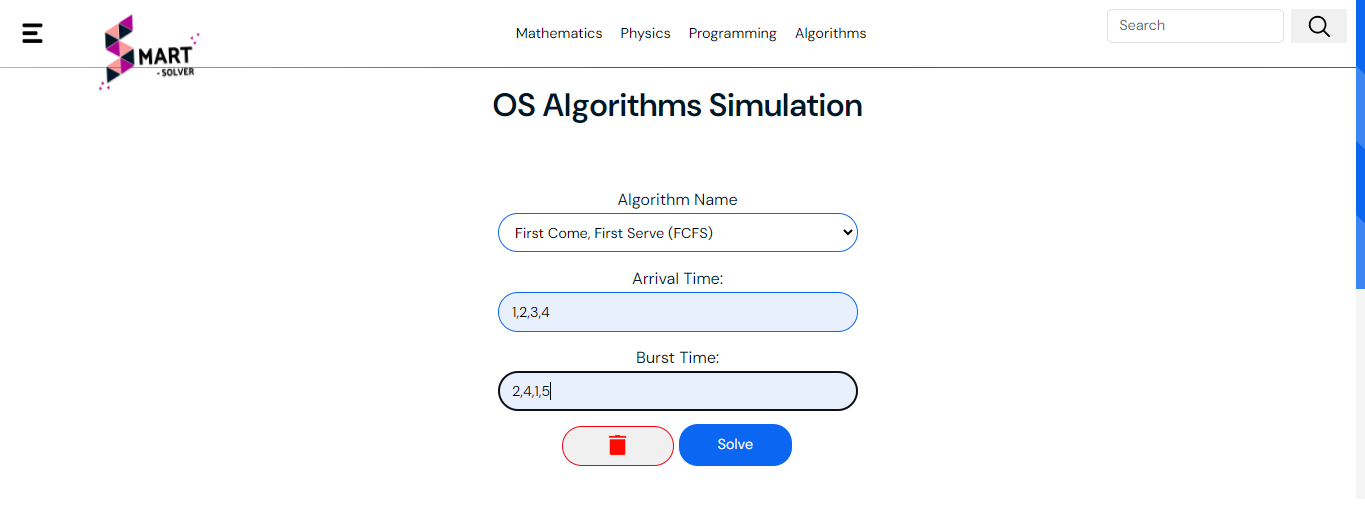 MART
-SOLVER
Mathematics Physics Programming Algorithms
Search
OS Algorithms Simulation
Algorithm Name
First Come, First Serve (FCFS)
Arrival Time:
1,2,3,4
Burst Time:
2,4,1,5
Solve